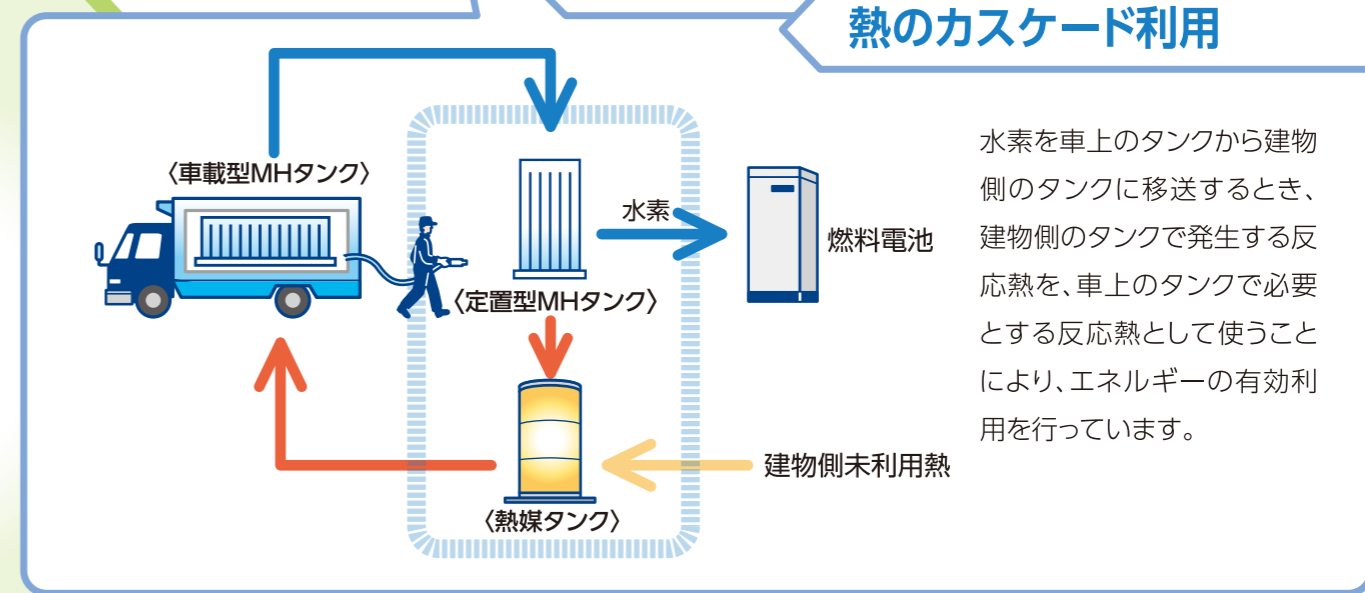 熱のカスケード利用
〈車載型MHタンク〉
水素
燃料電池
〈定置型MHタンク〉
建物側未利用熱
〈熱媒タンク〉
水素を車上のタンクから建物
側のタンクに移送するとき、
建物側のタンクで発生する反
応熱を、車上のタンクで必要
とする反応熱として使うこと
により、エネルギーの有効利
用を行っています。